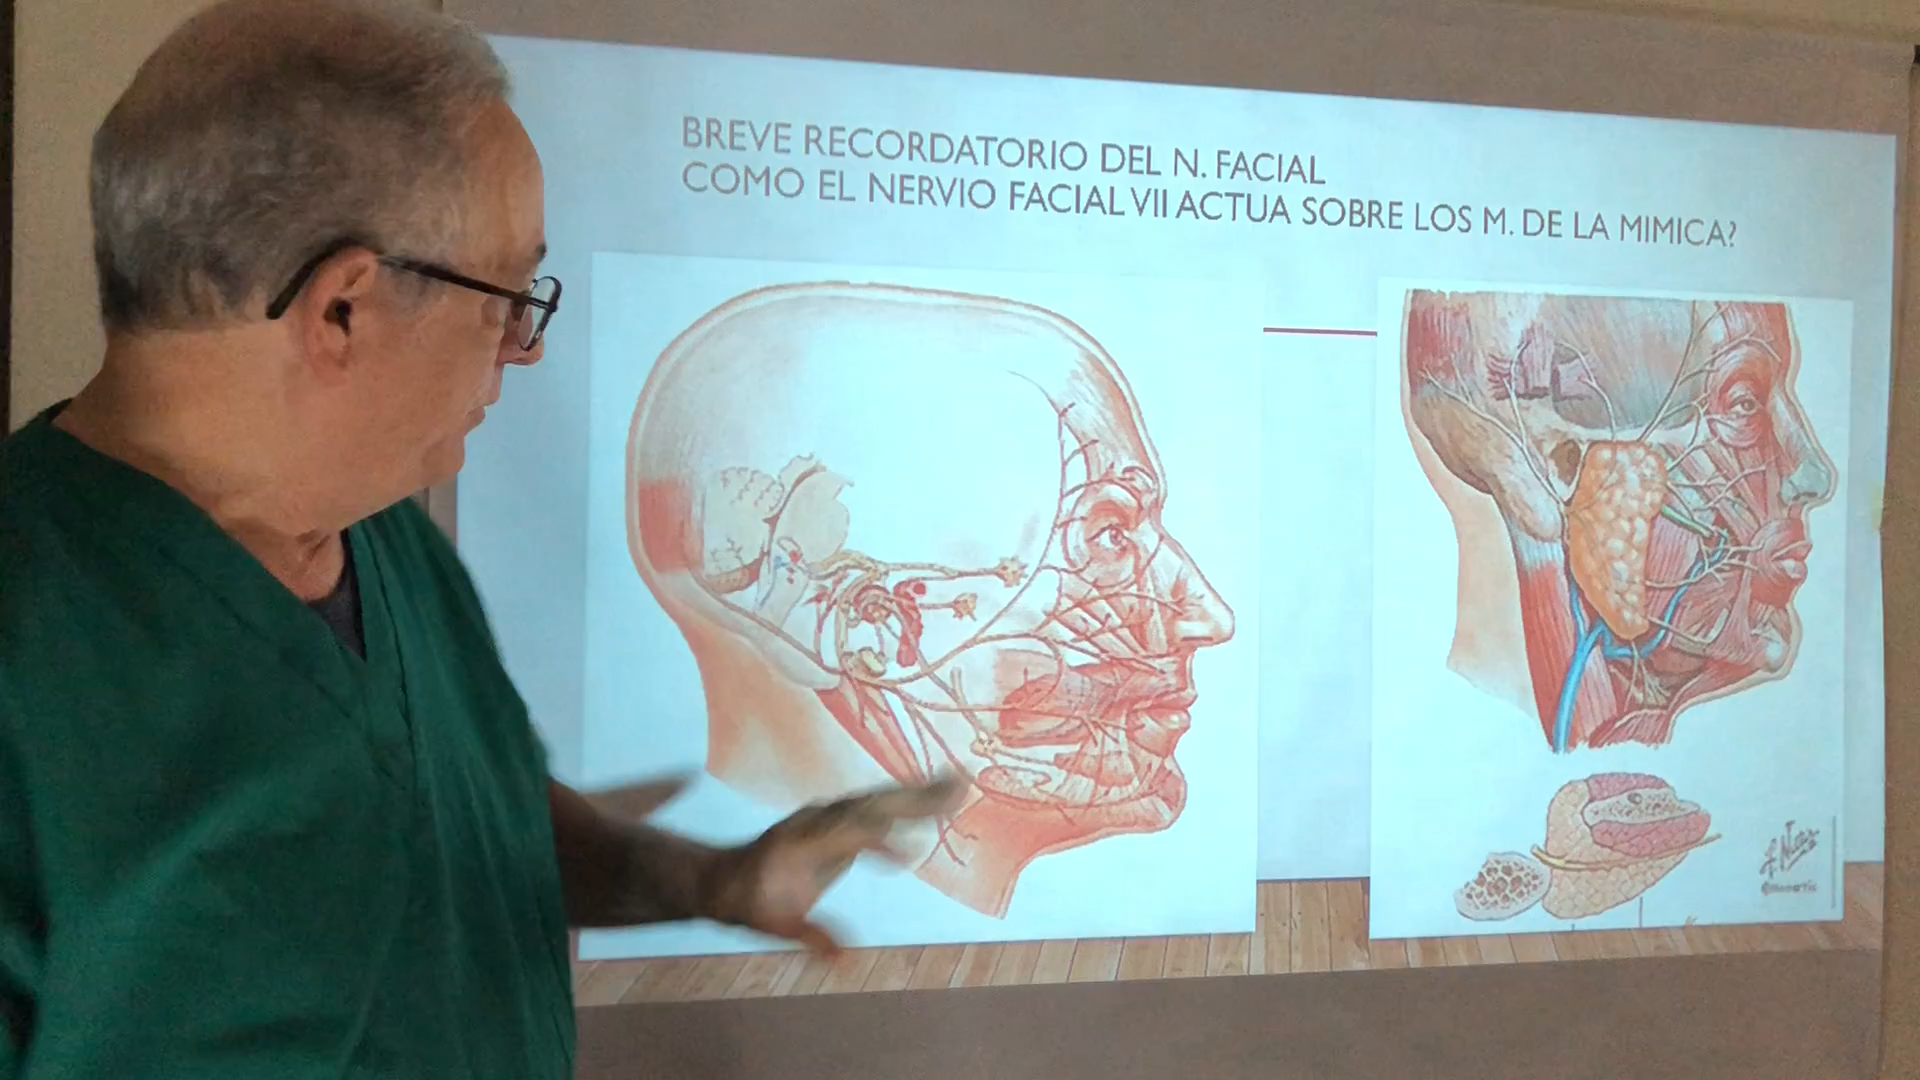 BREVE RECORDATORIO DEL N. FACIAL
COMO EL NERVIO FACIAL VII ACTUA SOBRE LOS M. DE LA MIMICA?